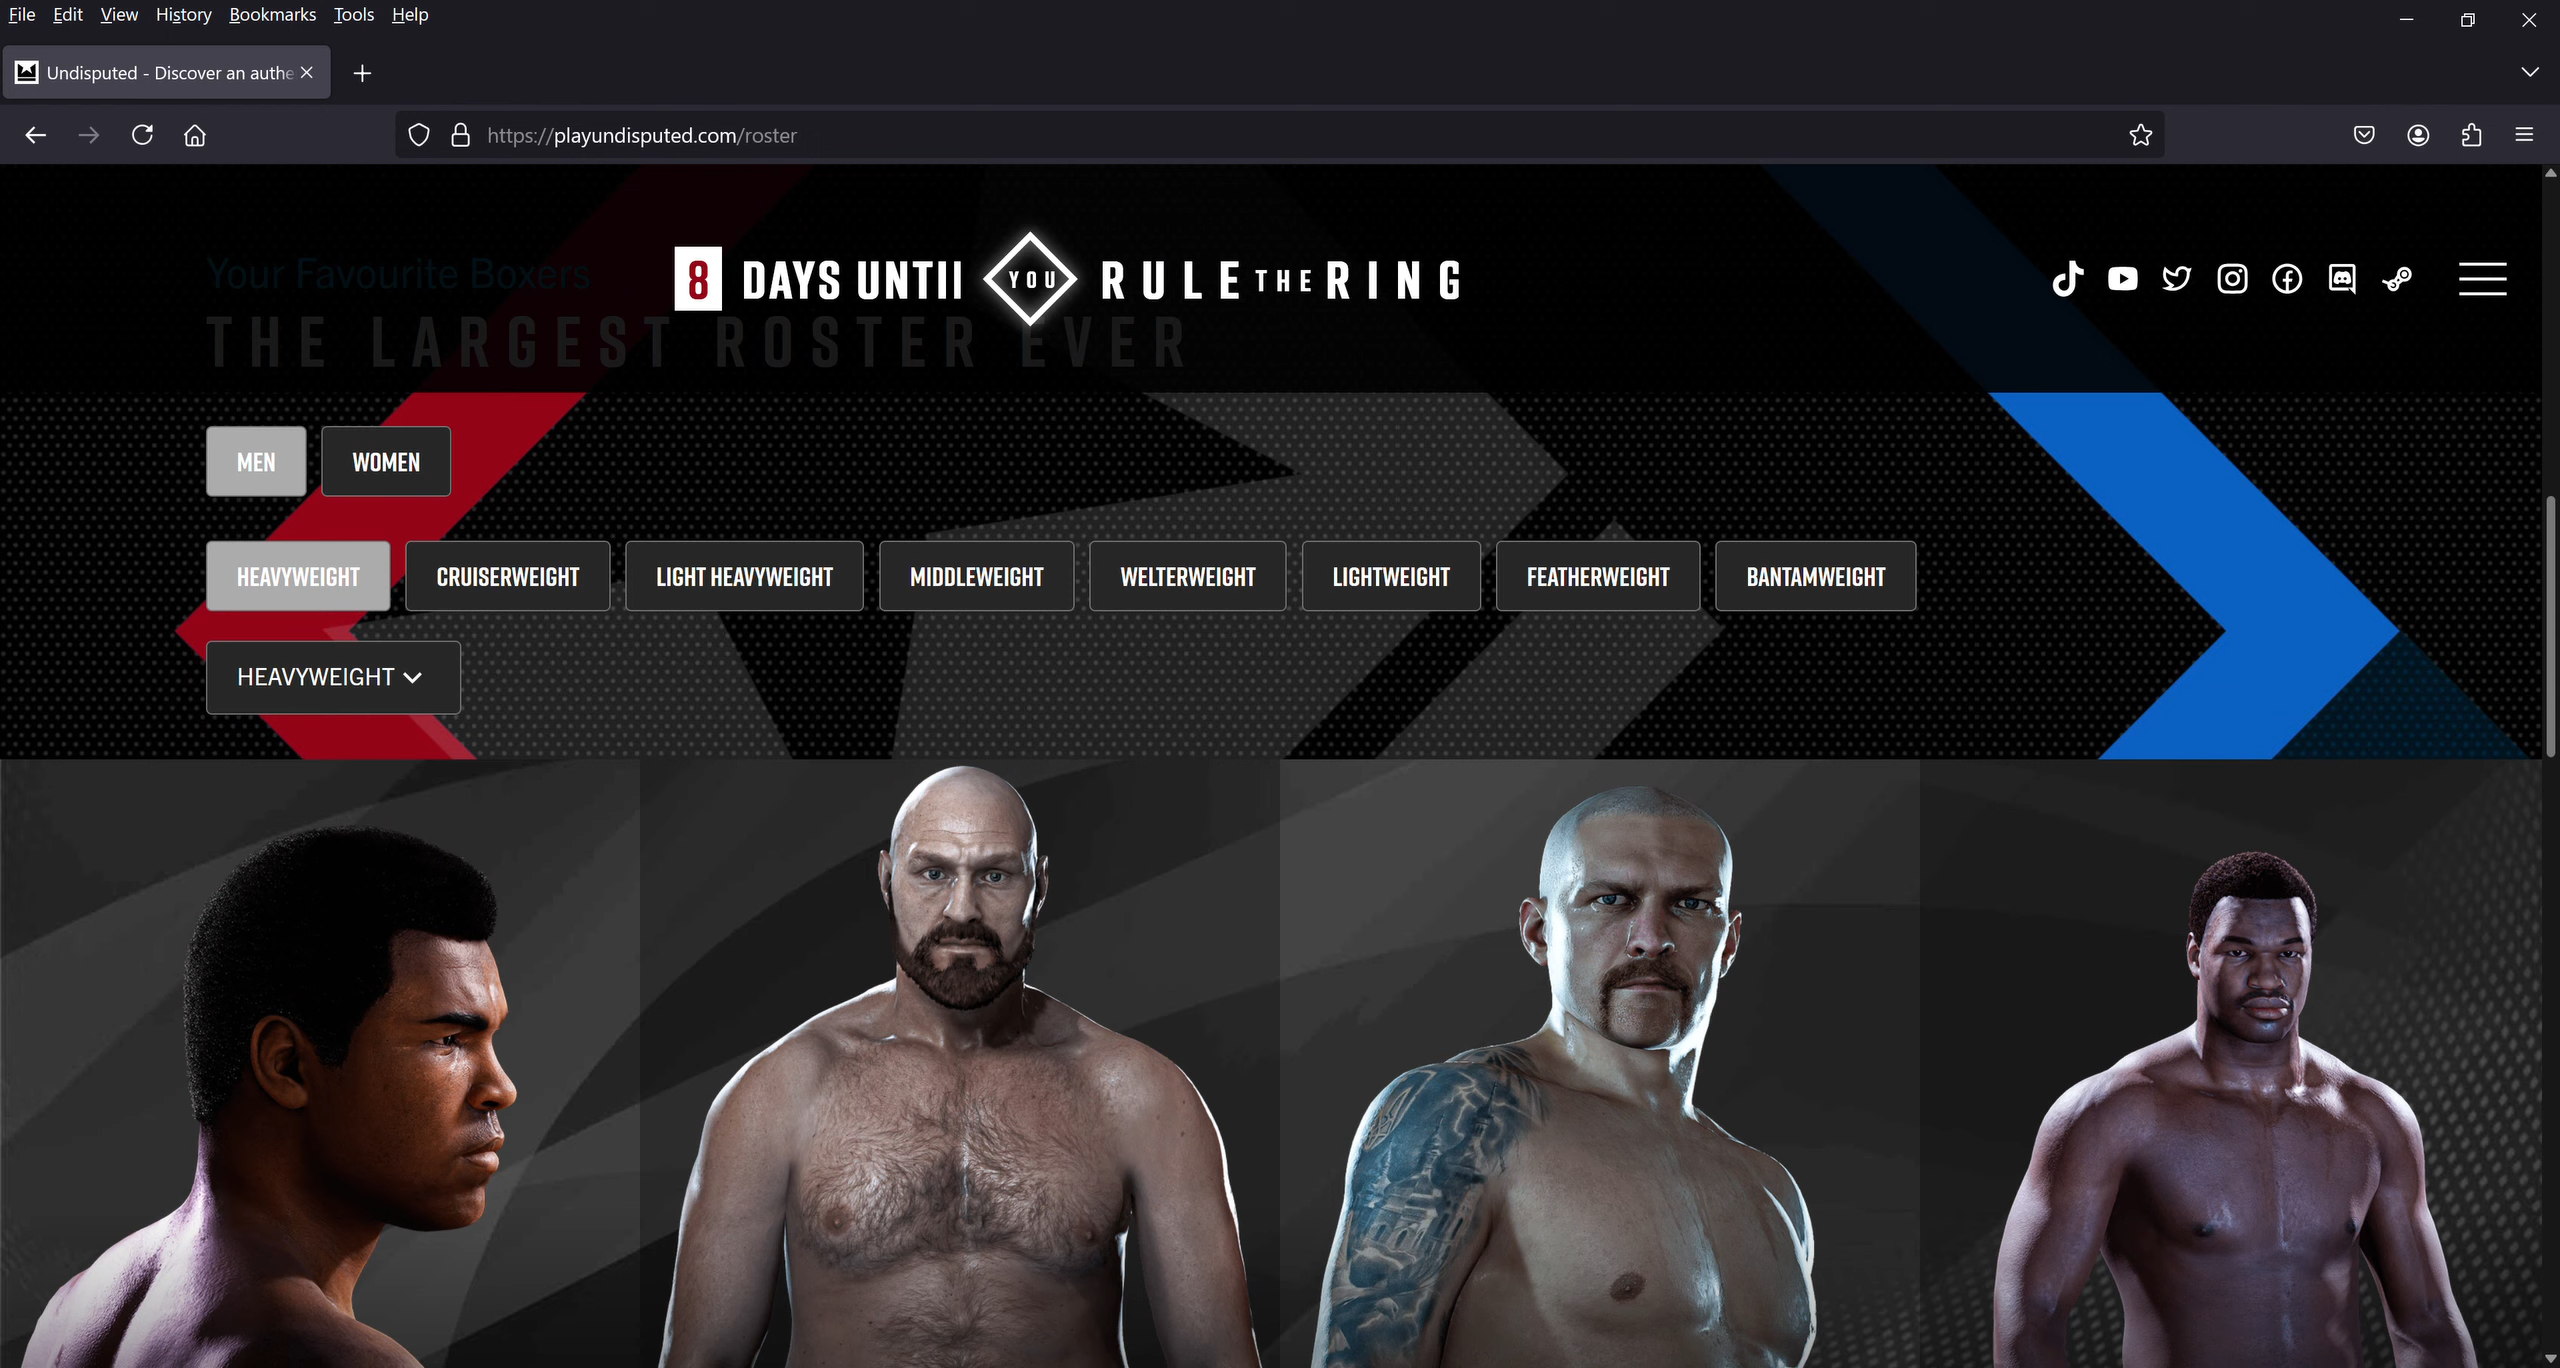 File Edit View History Bookmarks Tools Help
Undisputed - Discover an authe
https://playundisputed.com/roster
Your Favourite Boxers
8 DAYS UNTIl YOU RULE THE RING
THE LARGEST ROSTER EVER
MEN WOMEN
HEAVYWEIGHT CRUISERWEIGHT LIGHT HEAVYWEIGHT MIDDLEWEIGHT WELTERWEIGHT LIGHTWEIGHT FEATHERWEIGHT BANTAMWEIGHT
HEAVYWEIGHT